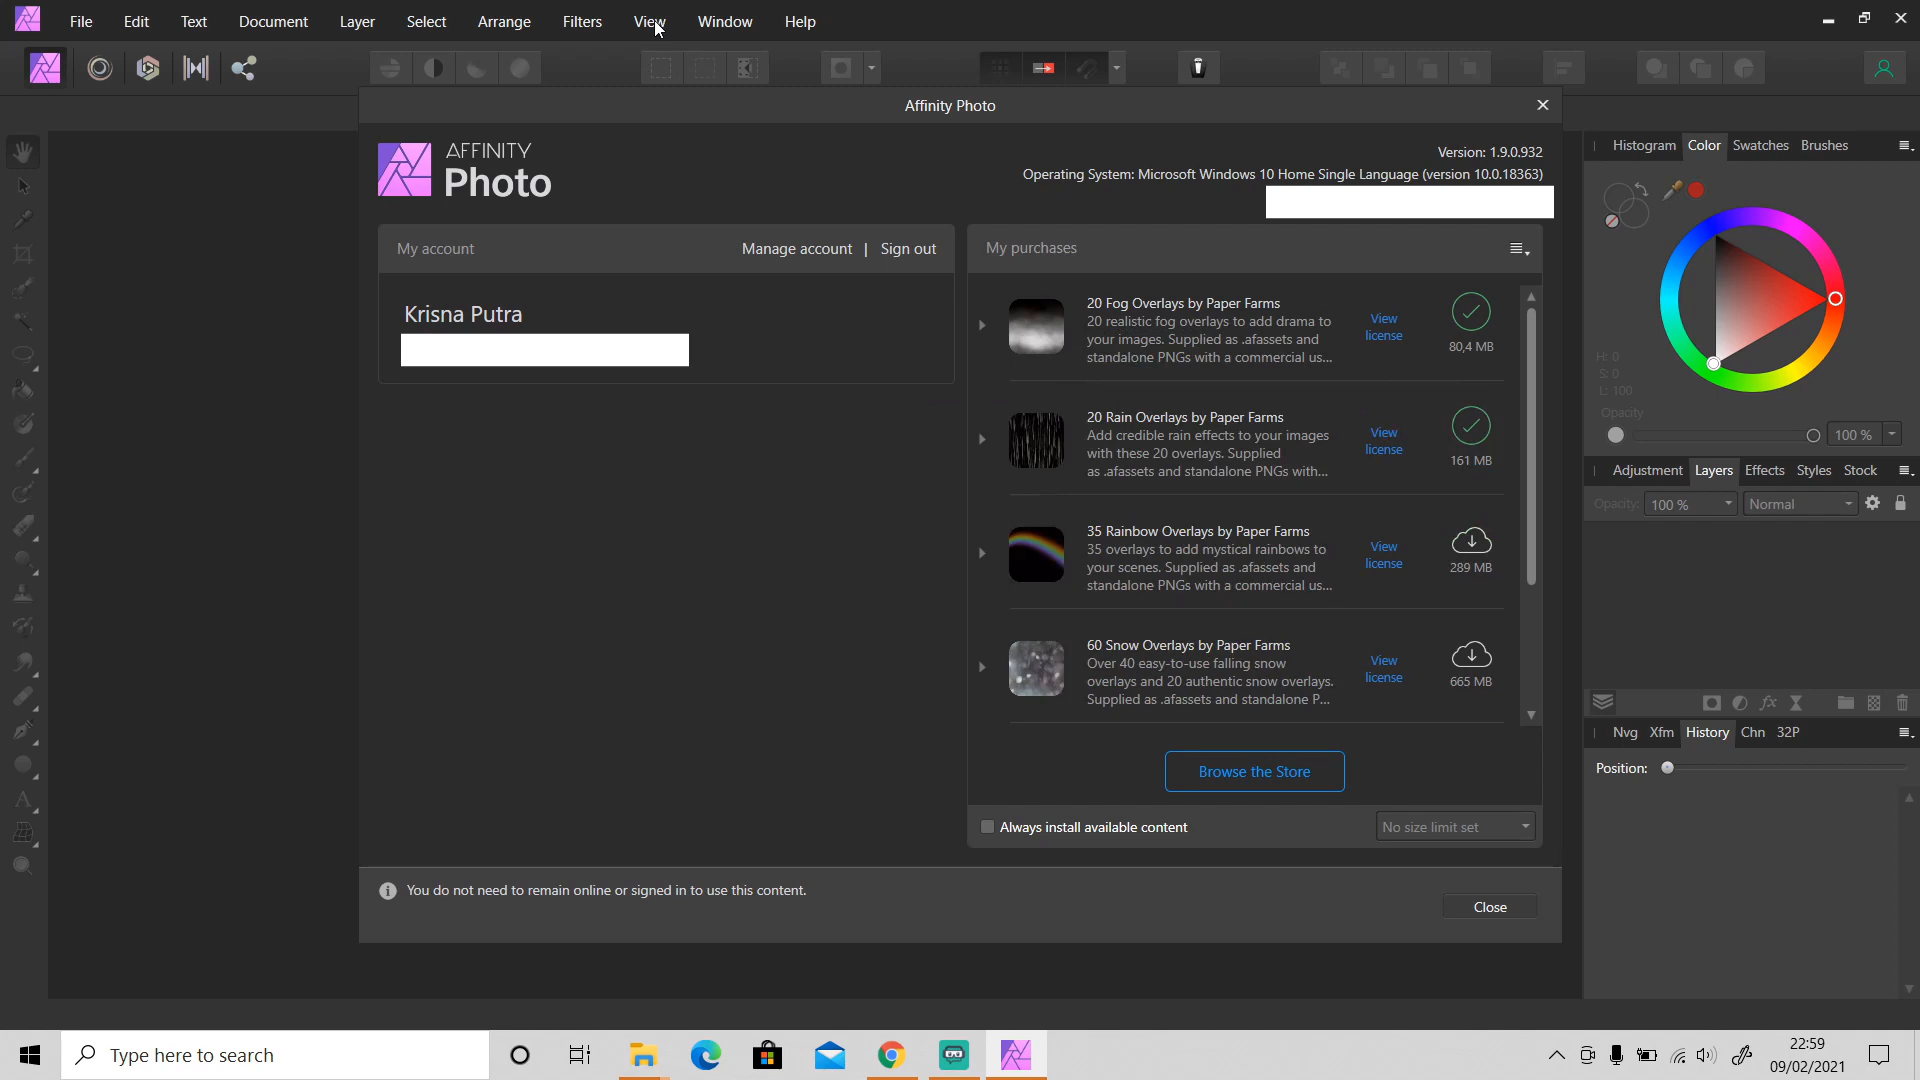 File Edit Text Document Layer Select Arrange Filters View Window Help
Affinity Photo
AFFINITY
Photo
Version: 1.9.0.932
Operating System: Microsoft Windows 10 Home Single Language (version 10.0.18363)
My account
Manage account | Sign out
Krisna Putra
My purchases
20 Fog Overlays by Paper Farms
20 realistic fog overlays to add drama to
your images. Supplied as .afassets and
standalone PNGs with a commercial us...
View
license
80,4 MB
20 Rain Overlays by Paper Farms
Add credible rain effects to your images
with these 20 overlays. Supplied
as .afassets and standalone PNGs with...
View
license
161 MB
35 Rainbow Overlays by Paper Farms
35 overlays to add mystical rainbows to
your scenes. Supplied as .afassets and
standalone PNGs with a commercial us...
View
license
289 MB
60 Snow Overlays by Paper Farms
Over 40 easy-to-use falling snow
overlays and 20 authentic snow overlays.
Supplied as .afassets and standalone P...
View
license
665 MB
Browse the Store
Always install available content
No size limit set
You do not need to remain online or signed in to use this content.
Close
Histogram Color Swatches Brushes
H: 0
S: 0
L: 100
Opacity
100 %
Adjustment Layers Effects Styles Stock
Opacity: 100 % Normal
Nvg Xfm History Chn 32P
Position:
Type here to search
22:59
09/02/2021